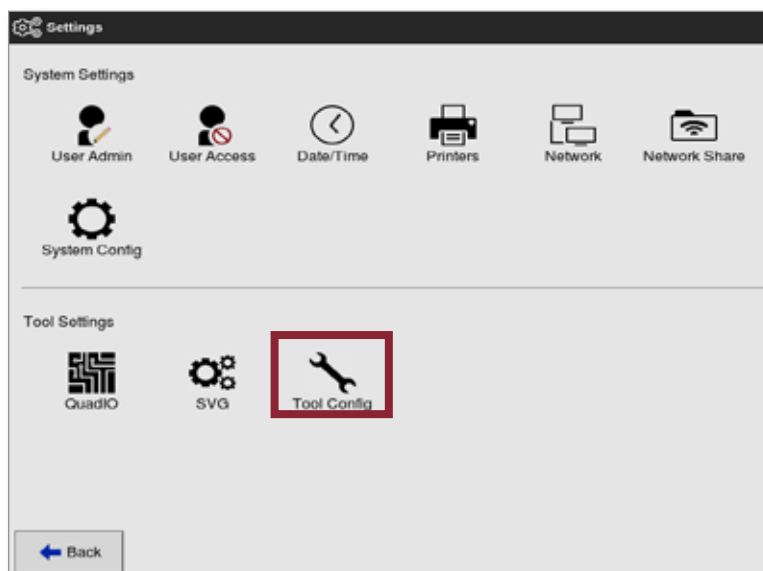 Settings
System Settings
User Admin User Access Date/Time Printers Network Network Share
System Config
Tool Settings
QuadIO SVG Tool Config
Back